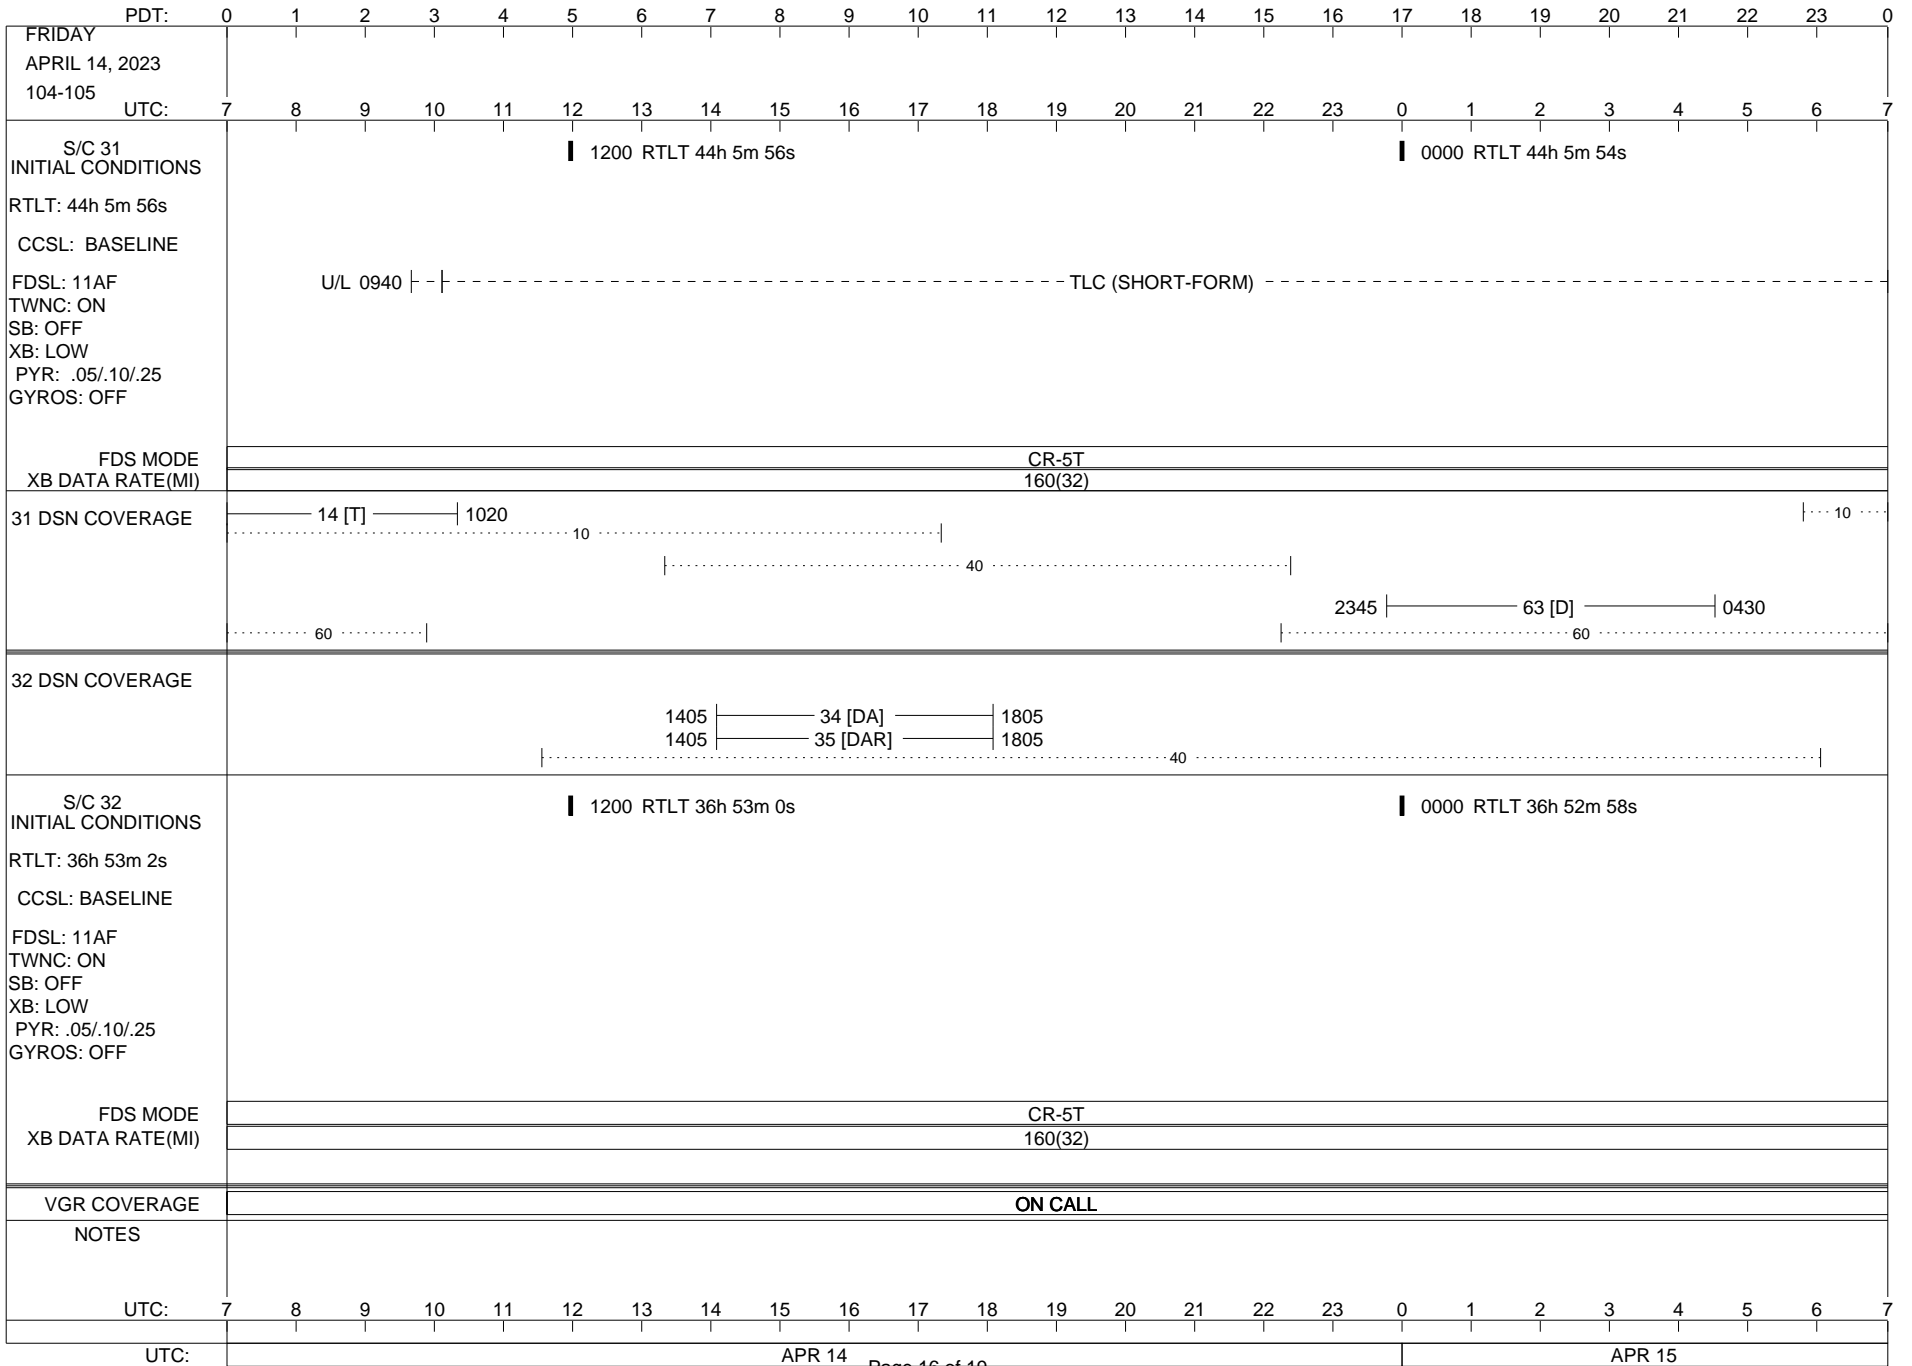 PDT: 0 1 2 3 4 5 6 7 8 9 10 11 12 13 14 15 16 17 18 19 20 21 22 23 0
FRIDAY
APRIL 14, 2023
104-105
UTC: 7 8 9 10 11 12 13 14 15 16 17 18 19 20 21 22 23 0 1 2 3 4 5 6 7
S/C 31
INITIAL CONDITIONS
1200 RTLT 44h 5m 56s
0000 RTLT 44h 5m 54s
RTLT: 44h 5m 56s
CCSL: BASELINE
FDSL: 11AF
U/L 0940
TLC (SHORT-FORM)
TWNC: ON
SB: OFF
XB: LOW
PYR: .05/.10/.25
GYROS: OFF
FDS MODE
CR-5T
XB DATA RATE(MI)
160(32)
31 DSN COVERAGE
14 [T] 1020
10
10
40
2345 63 [D] 0430
60
60
32 DSN COVERAGE
1405 34 [DA] 1805
1405 35 [DAR] 1805
40
S/C 32
INITIAL CONDITIONS
1200 RTLT 36h 53m 0s
0000 RTLT 36h 52m 58s
RTLT: 36h 53m 2s
CCSL: BASELINE
FDSL: 11AF
TWNC: ON
SB: OFF
XB: LOW
PYR: .05/.10/.25
GYROS: OFF
FDS MODE
CR-5T
XB DATA RATE(MI)
160(32)
VGR COVERAGE
ON CALL
NOTES
UTC: 7 8 9 10 11 12 13 14 15 16 17 18 19 20 21 22 23 0 1 2 3 4 5 6 7
UTC: APR 14 APR 15
Page 16 of 19